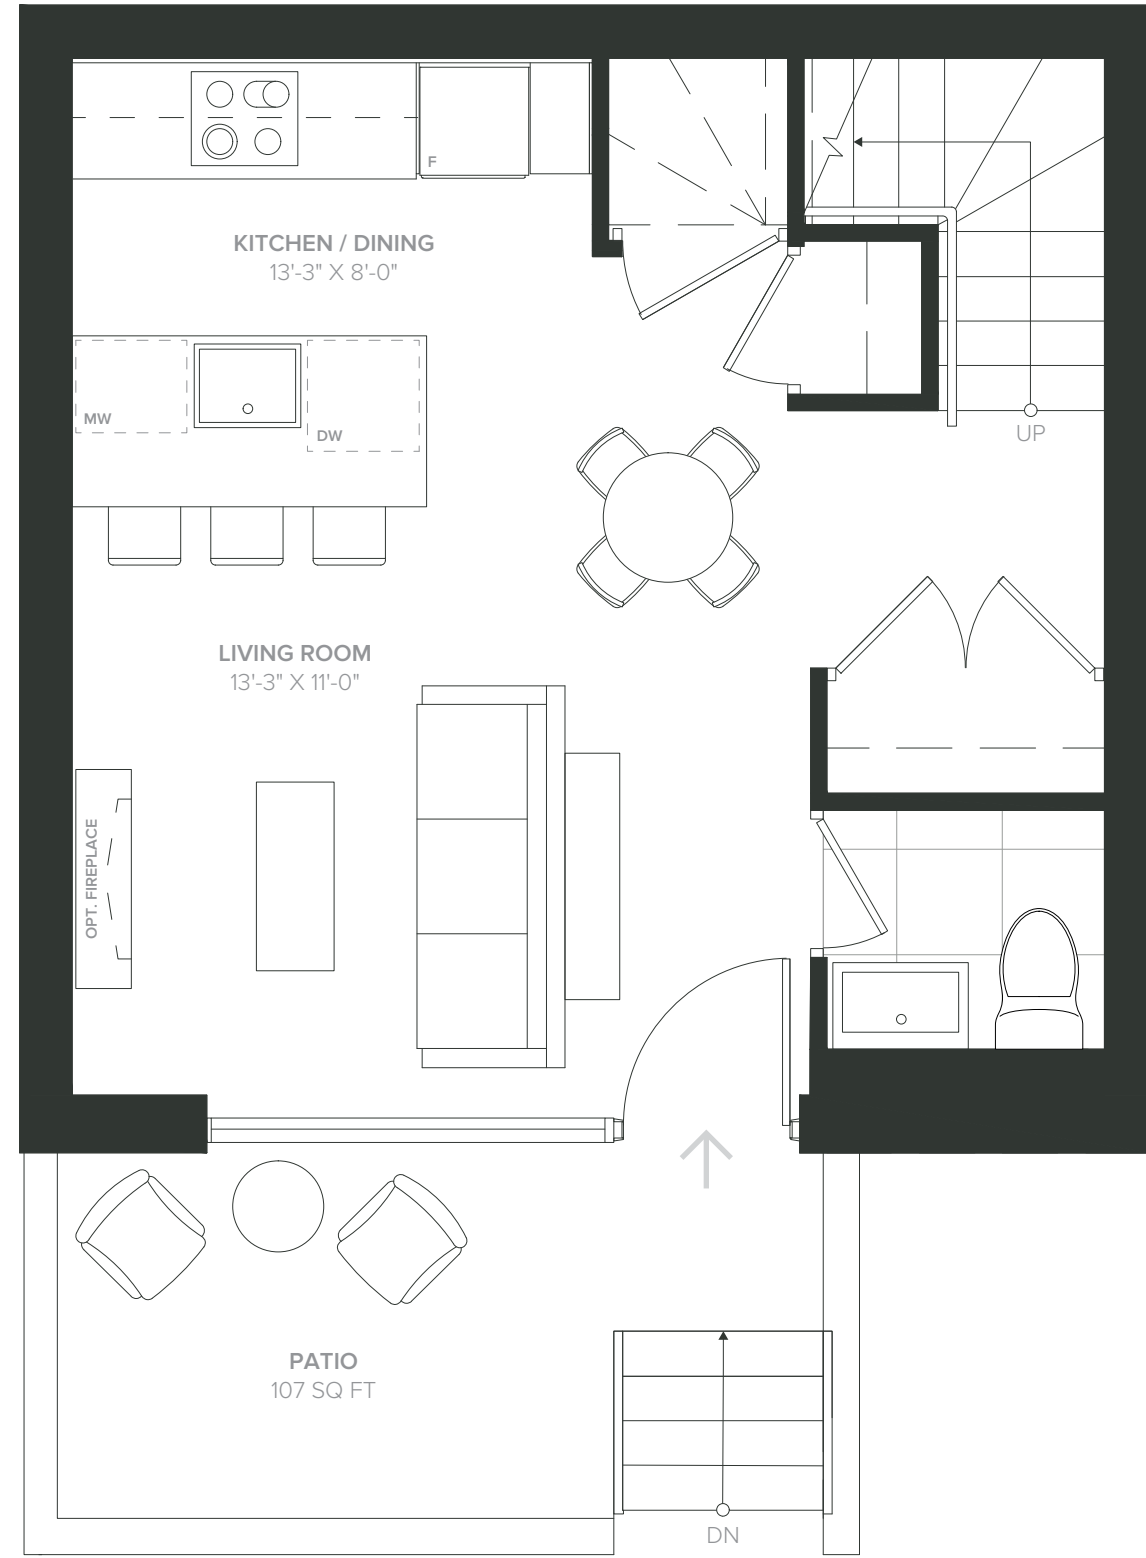 F
KITCHEN / DINING
13'-3" X 8'-0"
MW
DW
UP
LIVING ROOM
13'-3" X 11'-0"
OPT. FIREPLACE
PATIO
107 SQ FT
DN